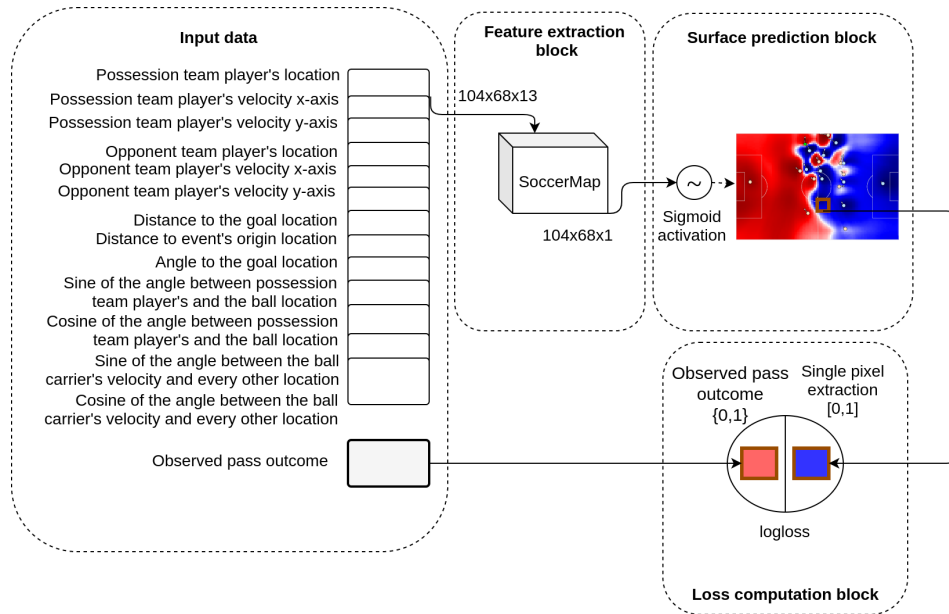 Input data
Possession team player's location
Possession team player's velocity x-axis
Possession team player's velocity y-axis
Opponent team player's location
Opponent team player's velocity x-axis
Opponent team player's velocity y-axis
Distance to the goal location
Distance to event's origin location
Angle to the goal location
Sine of the angle between possession
team player's and the ball location
Cosine of the angle between possession
team player's and the ball location
Sine of the angle between the ball
carrier's velocity and every other location
Cosine of the angle between the ball
carrier's velocity and every other location
Observed pass outcome
Feature extraction
block
104x68x13
SoccerMap
104x68x1
Surface prediction block
~
Sigmoid
activation
Observed pass
outcome
{0,1}
Single pixel
extraction
[0,1]
logloss
Loss computation block